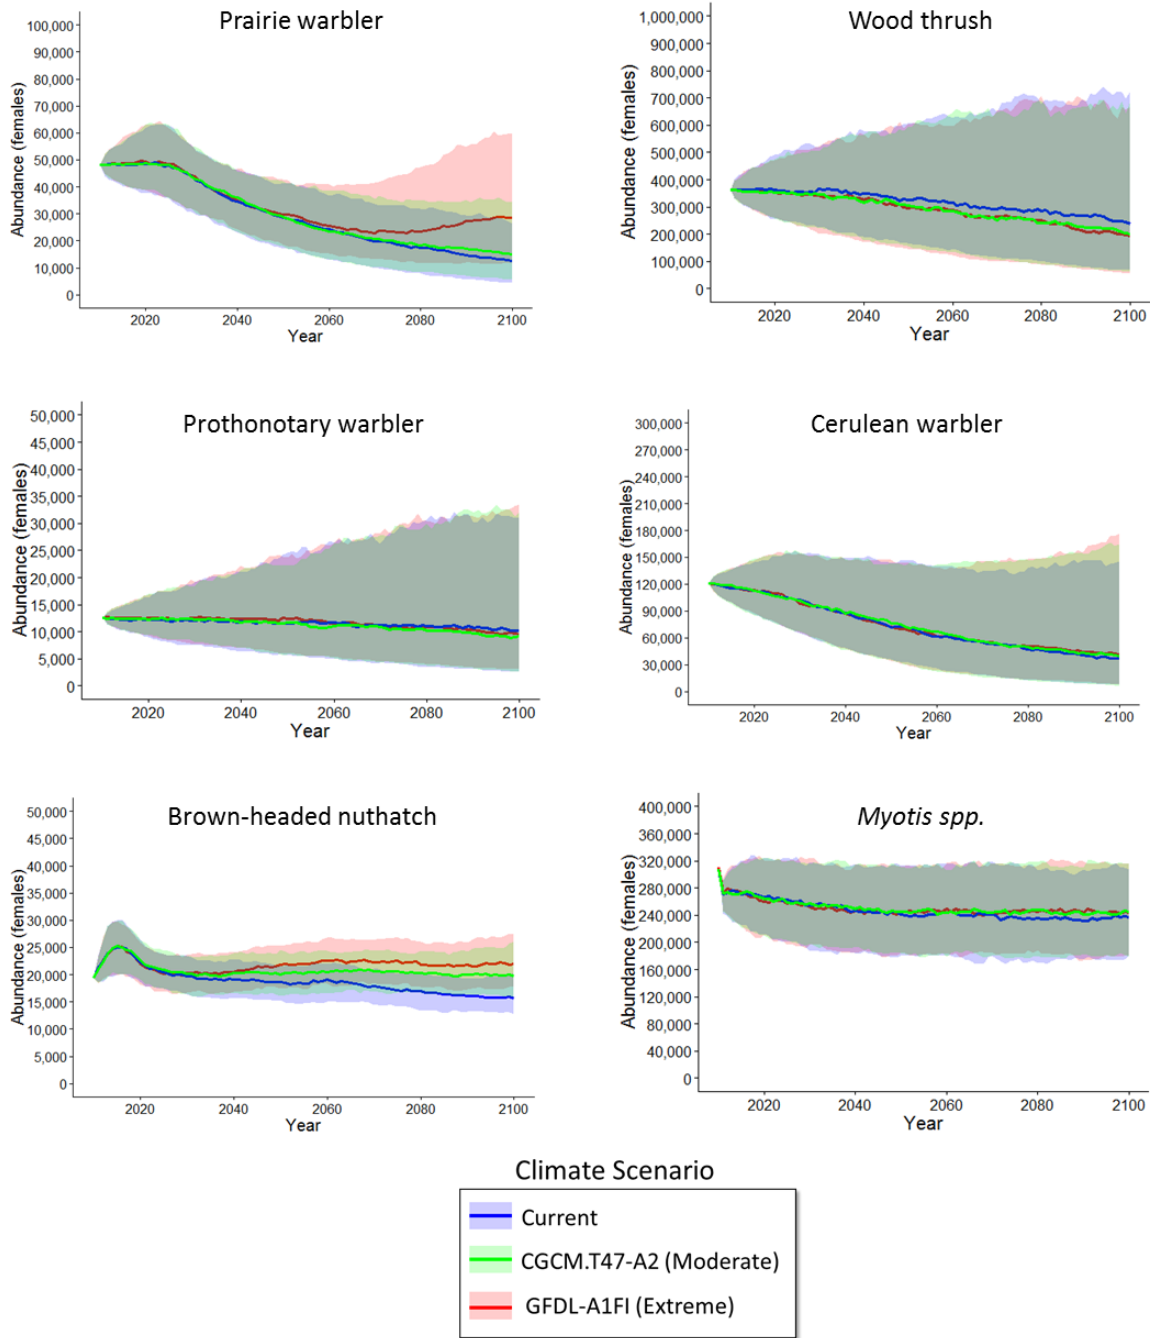 Prairie warbler
100,000
90,000
80,000
70,000
60,000
50,000
40,000
30,000
20,000
10,000
0
Abundance (females)
2020 2040 2060 2080 2100
Year
Wood thrush
1,000,000
900,000
800,000
700,000
600,000
500,000
400,000
300,000
200,000
100,000
0
Abundance (females)
2020 2040 2060 2080 2100
Year
Prothonotary warbler
50,000
45,000
40,000
35,000
30,000
25,000
20,000
15,000
10,000
5,000
0
Abundance (females)
2020 2040 2060 2080 2100
Year
Cerulean warbler
300,000
270,000
240,000
210,000
180,000
150,000
120,000
90,000
60,000
30,000
0
Abundance (females)
2020 2040 2060 2080 2100
Year
Brown-headed nuthatch
50,000
45,000
40,000
35,000
30,000
25,000
20,000
15,000
10,000
5,000
0
Abundance (females)
2020 2040 2060 2080 2100
Year
Myotis spp.
400,000
360,000
320,000
280,000
240,000
200,000
160,000
120,000
80,000
40,000
0
Abundance (females)
2020 2040 2060 2080 2100
Year
Climate Scenario
Current
CGCM.T47-A2 (Moderate)
GFDL-A1FI (Extreme)